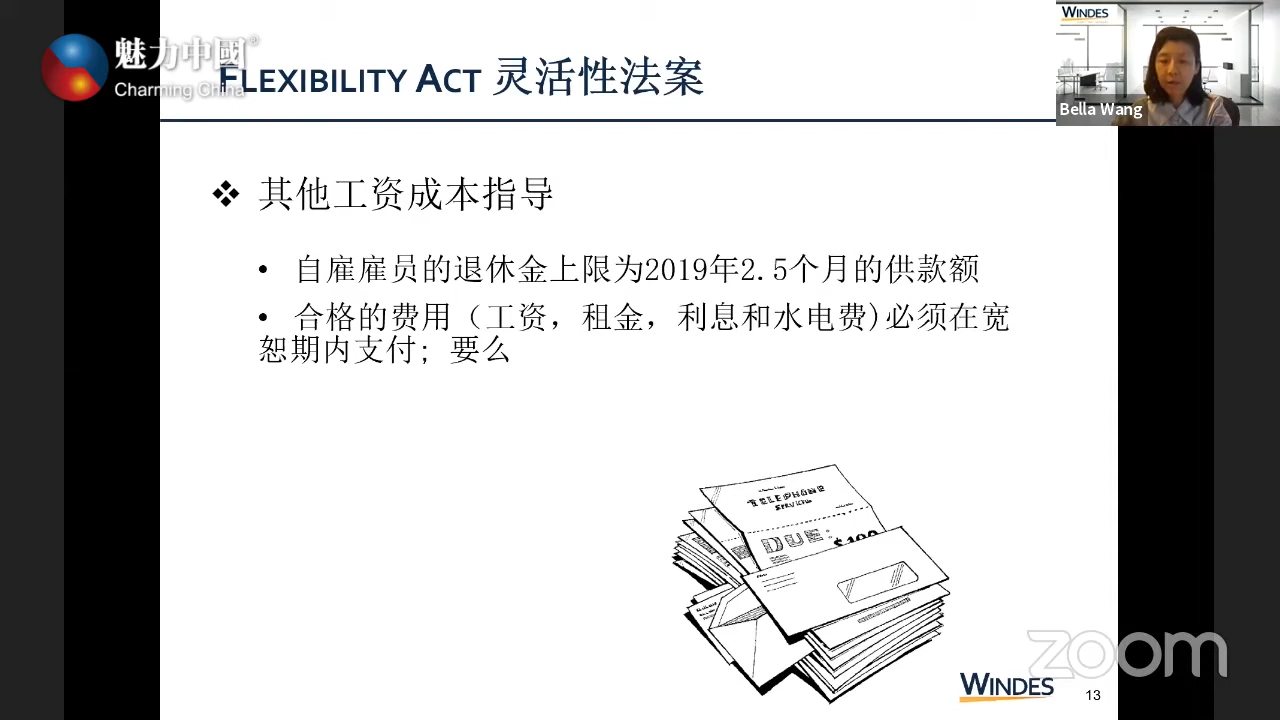 魅力中國®
Charming China
FLEXIBILITY ACT 灵活性法案
WINDES
Bella Wang
❖ 其他工资成本指导
• 自雇雇员的退休金上限为2019年2.5个月的供款额
• 合格的费用（工资，租金，利息和水电费)必须在宽
恕期内支付; 要么
TELEPHONE
SERVICES
DUE
zoom
WINDES
13